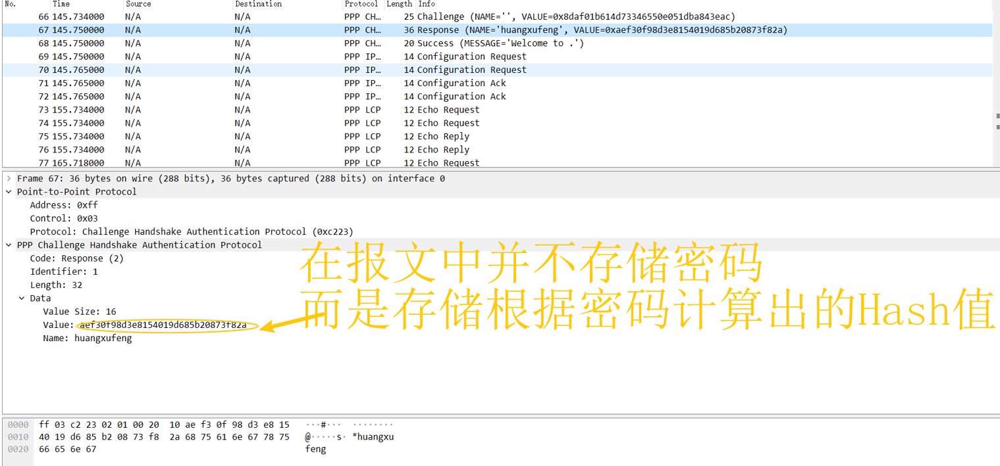 No. Time Source Destination Protocol Length Info
66 145.734000 N/A N/A PPP CH… 25 Challenge (NAME='', VALUE=0x8daf01b614d73346550e051dba843eac)
67 145.750000 N/A N/A PPP CH… 36 Response (NAME='huangxufeng', VALUE=0xaef30f98d3e8154019d685b20873f82a)
68 145.750000 N/A N/A PPP CH… 20 Success (MESSAGE='Welcome to .')
69 145.750000 N/A N/A PPP IP… 14 Configuration Request
70 145.765000 N/A N/A PPP IP… 14 Configuration Request
71 145.765000 N/A N/A PPP IP… 14 Configuration Ack
72 145.765000 N/A N/A PPP IP… 14 Configuration Ack
73 155.734000 N/A N/A PPP LCP 12 Echo Request
74 155.734000 N/A N/A PPP LCP 12 Echo Request
75 155.734000 N/A N/A PPP LCP 12 Echo Reply
76 155.734000 N/A N/A PPP LCP 12 Echo Reply
77 165.718000 N/A N/A PPP LCP 12 Echo Request
Frame 67: 36 bytes on wire (288 bits), 36 bytes captured (288 bits) on interface 0
Point-to-Point Protocol
Address: 0xff
Control: 0x03
Protocol: Challenge Handshake Authentication Protocol (0xc223)
PPP Challenge Handshake Authentication Protocol
Code: Response (2)
Identifier: 1
Length: 32
Data
Value Size: 16
Value: aef30f98d3e8154019d685b20873f82a
Name: huangxufeng
在报文中并不存储密码
而是存储根据密码计算出的Hash值
0000 ff 03 c2 23 02 01 00 20 10 ae f3 0f 98 d3 e8 15 ···#··· ········
0010 40 19 d6 85 b2 08 73 f8 2a 68 75 61 6e 67 78 75 @·····s· *huangxu
0020 66 65 6e 67 feng